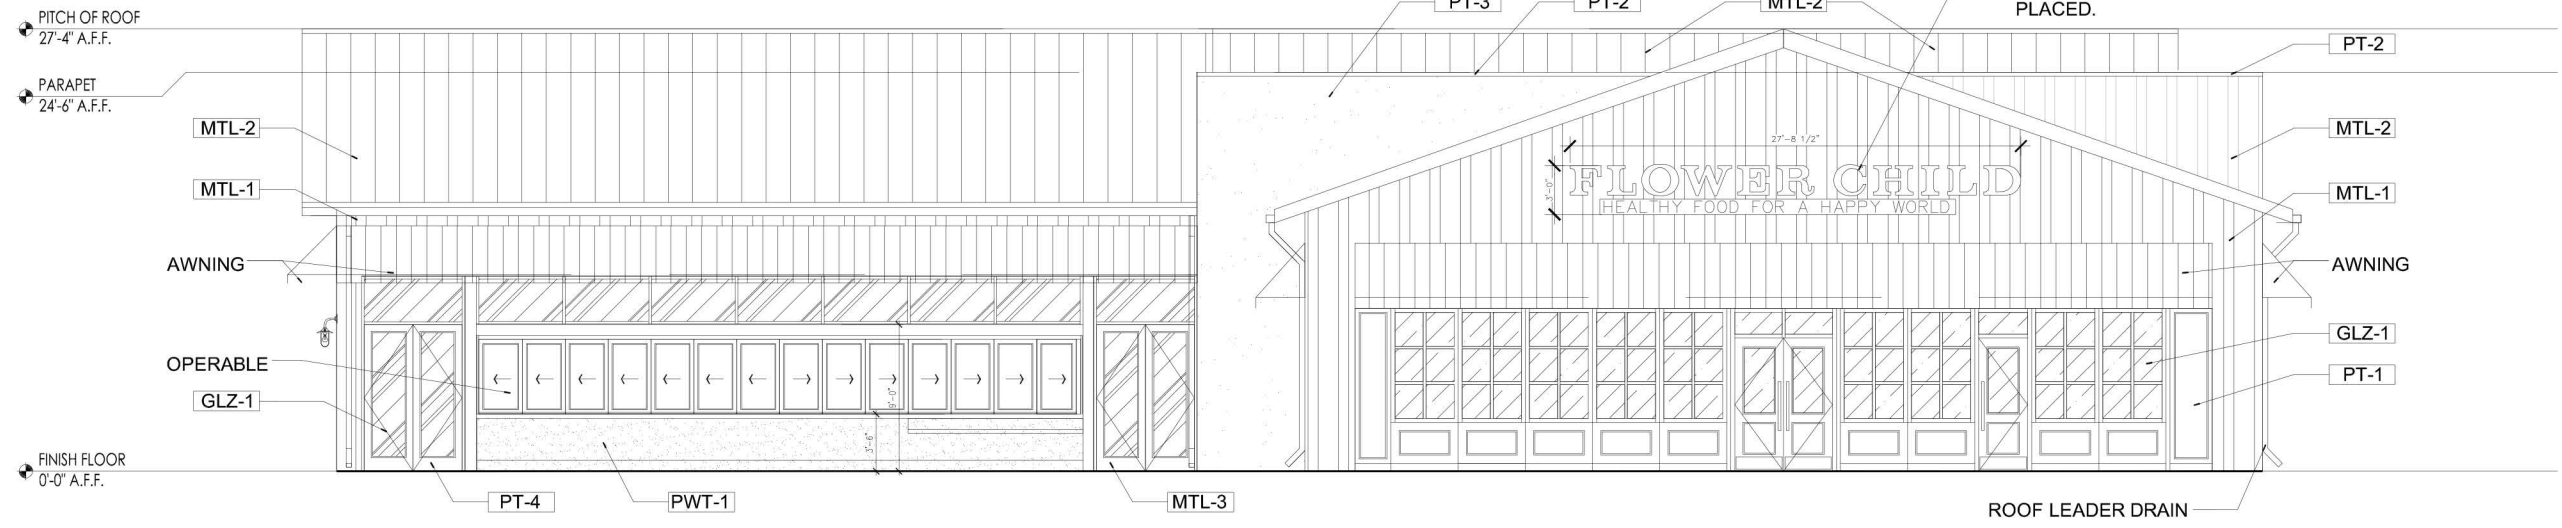 PITCH OF ROOF
27'-4" A.F.F.
PARAPET
24'-6" A.F.F.
MTL-2
MTL-1
AWNING
OPERABLE
GLZ-1
FINISH FLOOR
0'-0" A.F.F.
PT-4
PWT-1
MTL-3
9'-0"
3'-6"
PT-3
PT-2
MTL-2
PLACED.
27'-8 1/2"
3'-0"
FLOWER CHILD
HEALTHY FOOD FOR A HAPPY WORLD
PT-2
MTL-2
MTL-1
AWNING
GLZ-1
PT-1
ROOF LEADER DRAIN